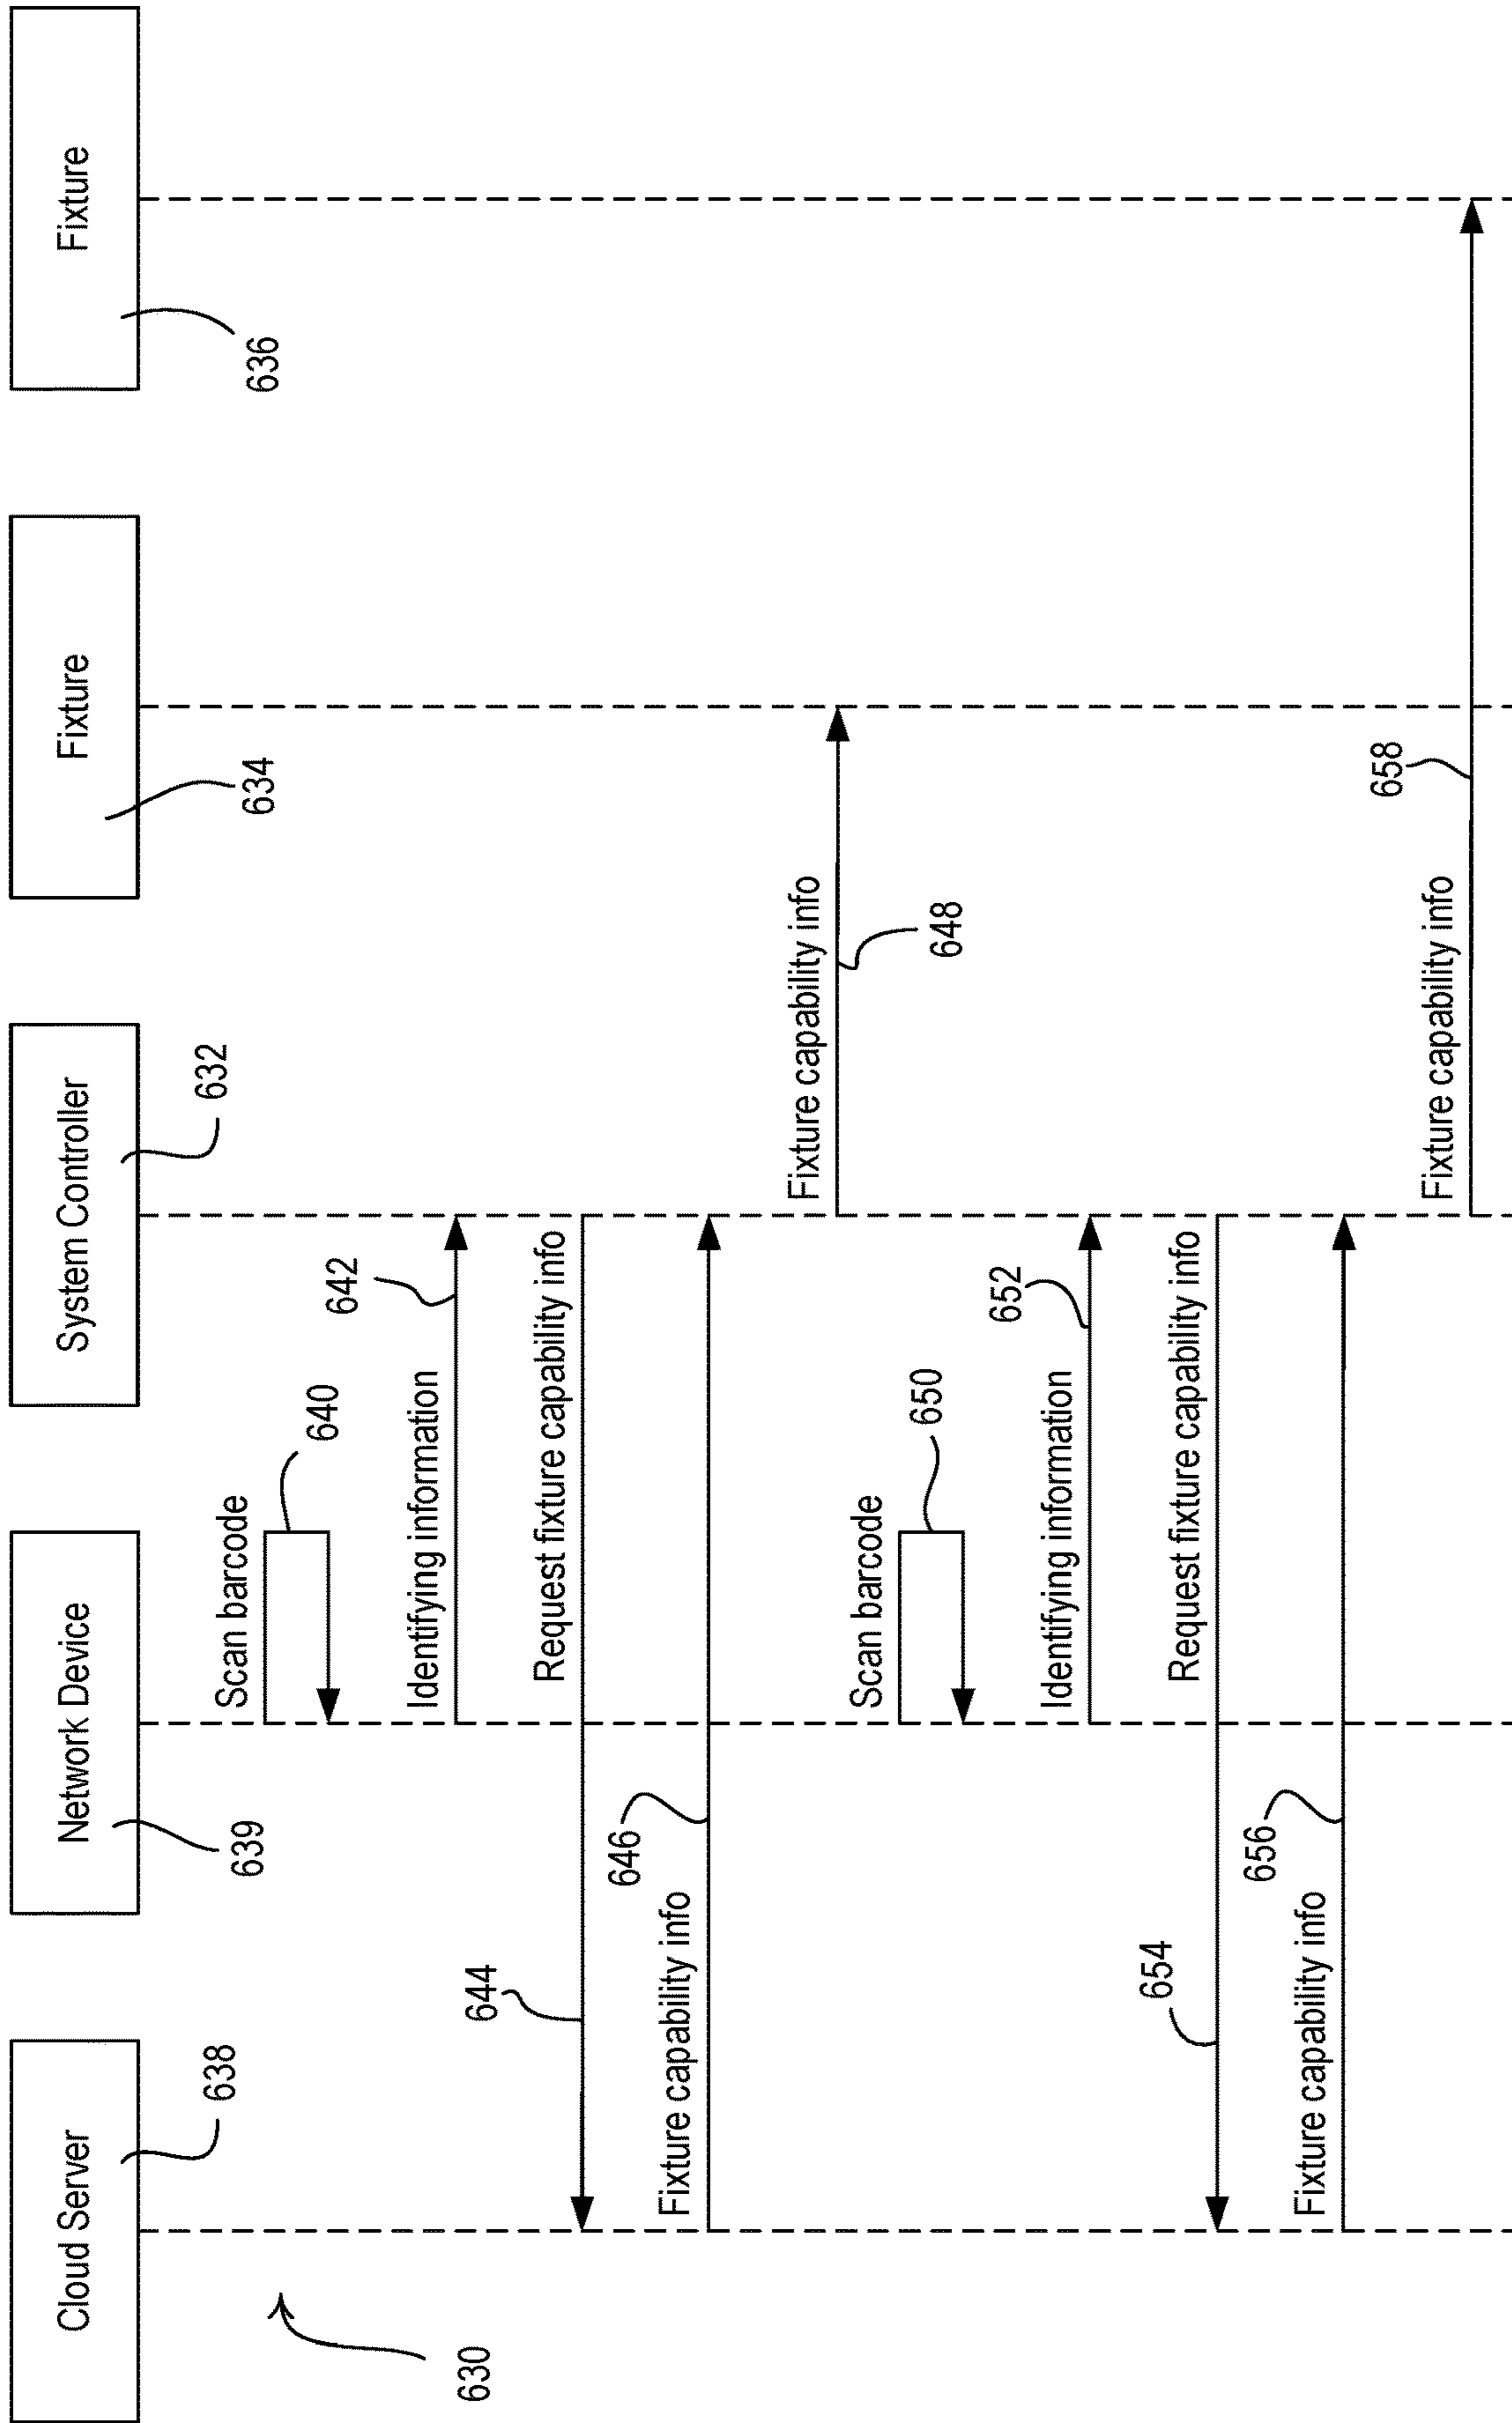 Cloud Server
Network Device
System Controller
Fixture
Fixture
638
639
632
634
636
630
Scan barcode
640
Identifying information
642
Request fixture capability info
644
646
Fixture capability info
Fixture capability info
648
Scan barcode
650
Identifying information
652
Request fixture capability info
654
656
Fixture capability info
658
Fixture capability info